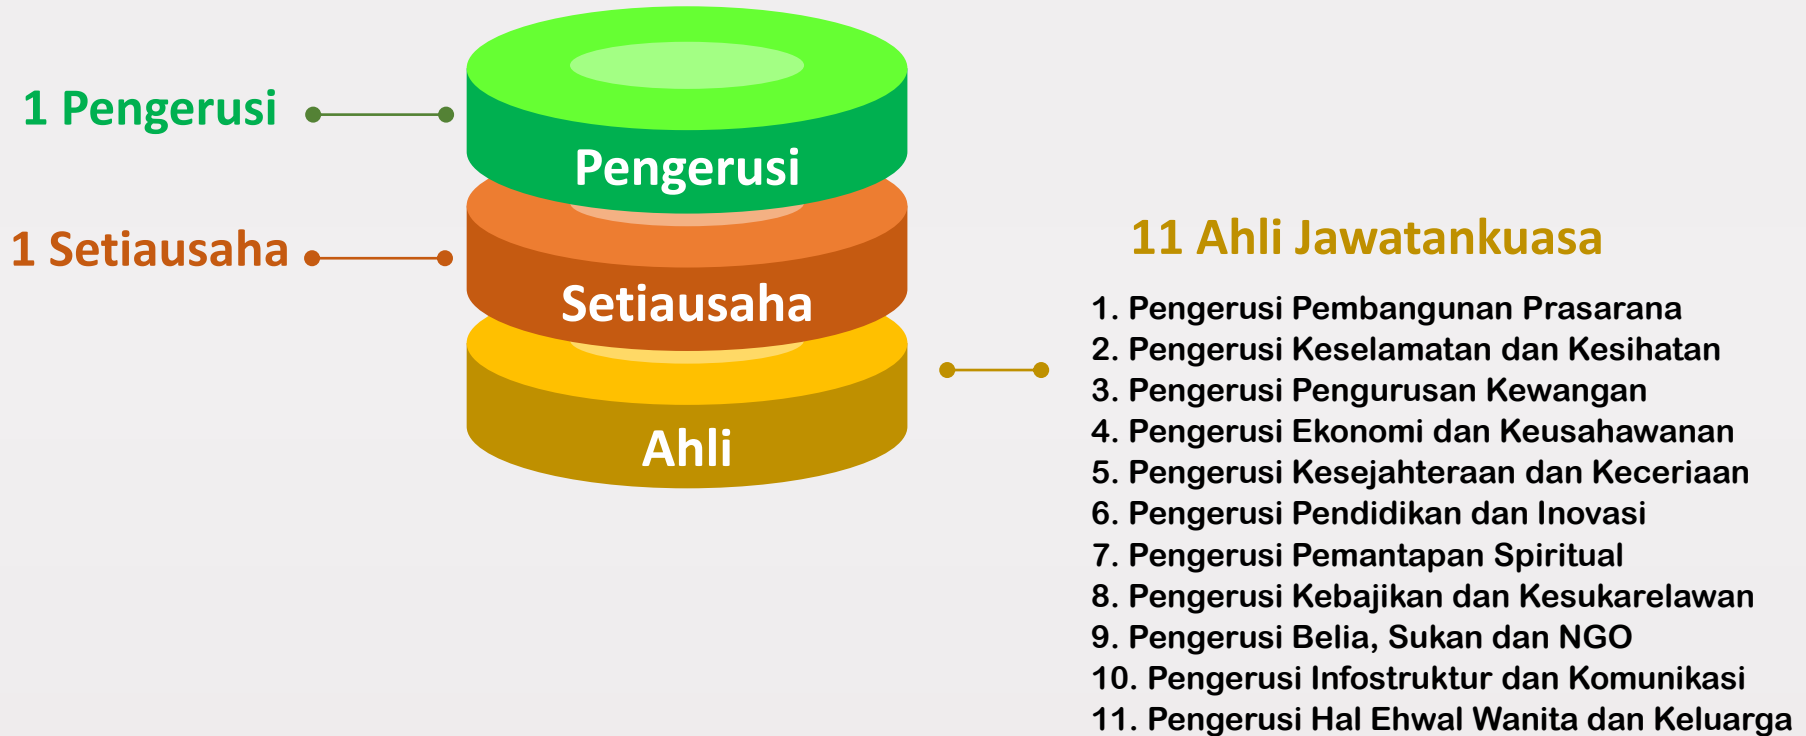 1 Pengerusi
Pengerusi
1 Setiausaha
Setiausaha
Ahli
11 Ahli Jawatankuasa
1. Pengerusi Pembangunan Prasarana
2. Pengerusi Keselamatan dan Kesihatan
3. Pengerusi Pengurusan Kewangan
4. Pengerusi Ekonomi dan Keusahawanan
5. Pengerusi Kesejahteraan dan Keceriaan
6. Pengerusi Pendidikan dan Inovasi
7. Pengerusi Pemantapan Spiritual
8. Pengerusi Kebajikan dan Kesukarelawan
9. Pengerusi Belia, Sukan dan NGO
10. Pengerusi Infostruktur dan Komunikasi
11. Pengerusi Hal Ehwal Wanita dan Keluarga